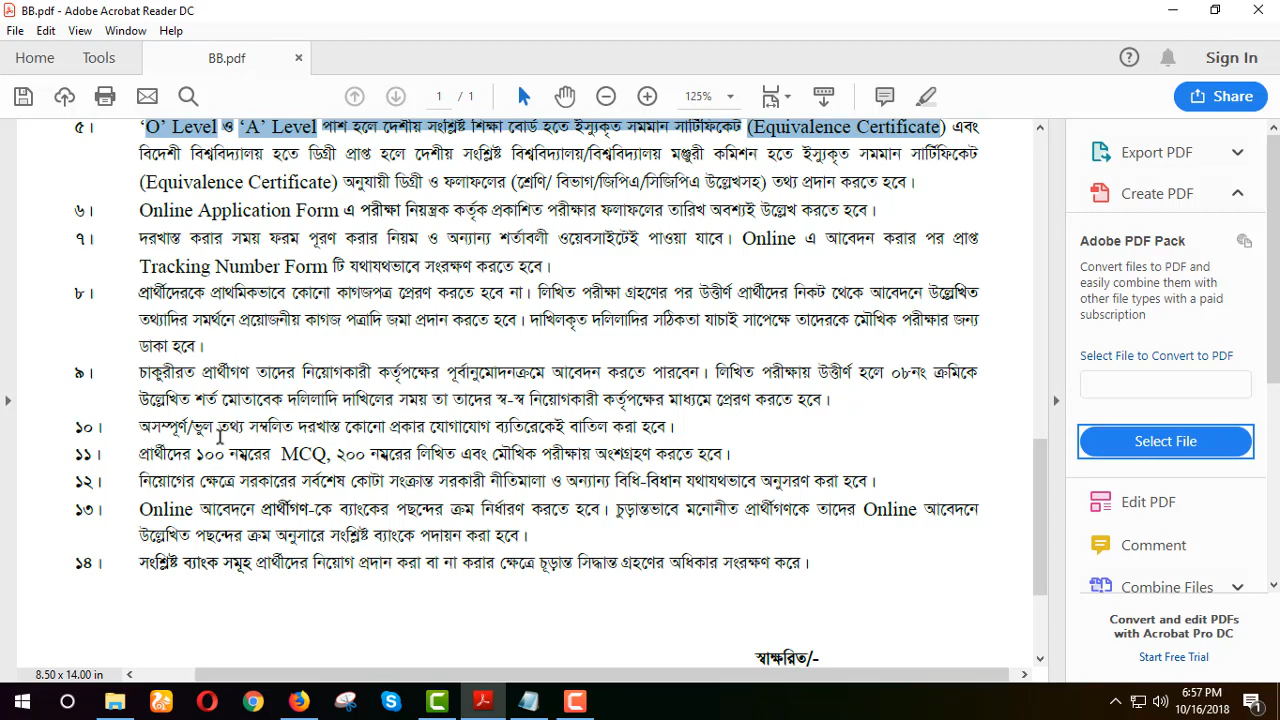 BB.pdf - Adobe Acrobat Reader DC
File Edit View Window Help
Home Tools BB.pdf × Sign In
1 / 1 125% Share
৫। ‘O’ Level ও ‘A’ Level পাশ হলে দেশীয় সংশ্লিষ্ট শিক্ষা বোর্ড হতে ইস্যুকৃত সমমান সার্টিফিকেট (Equivalence Certificate) এবং
বিদেশী বিশ্ববিদ্যালয় হতে ডিগ্রী প্রাপ্ত হলে দেশীয় সংশ্লিষ্ট বিশ্ববিদ্যালয়/বিশ্ববিদ্যালয় মঞ্জুরী কমিশন হতে ইস্যুকৃত সমমান সার্টিফিকেট
(Equivalence Certificate) অনুযায়ী ডিগ্রী ও ফলাফলের (শ্রেণি/ বিভাগ/জিপিএ/সিজিপিএ উল্লেখসহ) তথ্য প্রদান করতে হবে।
৬। Online Application Form এ পরীক্ষা নিয়ন্ত্রক কর্তৃক প্রকাশিত পরীক্ষার ফলাফলের তারিখ অবশ্যই উল্লেখ করতে হবে।
৭। দরখাস্ত করার সময় ফরম পূরণ করার নিয়ম ও অন্যান্য শর্তাবলী ওয়েবসাইটেই পাওয়া যাবে। Online এ আবেদন করার পর প্রাপ্ত
Tracking Number Form টি যথাযথভাবে সংরক্ষণ করতে হবে।
৮। প্রার্থীদেরকে প্রাথমিকভাবে কোনো কাগজপত্র প্রেরণ করতে হবে না। লিখিত পরীক্ষা গ্রহণের পর উত্তীর্ণ প্রার্থীদের নিকট থেকে আবেদনে উল্লেখিত
তথ্যাদির সমর্থনে প্রয়োজনীয় কাগজ পত্রাদি জমা প্রদান করতে হবে। দাখিলকৃত দলিলাদির সঠিকতা যাচাই সাপেক্ষে তাদেরকে মৌখিক পরীক্ষার জন্য
ডাকা হবে।
৯। চাকুরীরত প্রার্থীগণ তাদের নিয়োগকারী কর্তৃপক্ষের পূর্বানুমোদনক্রমে আবেদন করতে পারবেন। লিখিত পরীক্ষায় উত্তীর্ণ হলে ০৮নং ক্রমিকে
উল্লেখিত শর্ত মোতাবেক দলিলাদি দাখিলের সময় তা তাদের স্ব-স্ব নিয়োগকারী কর্তৃপক্ষের মাধ্যমে প্রেরণ করতে হবে।
১০। অসম্পূর্ণ/ভুল তথ্য সম্বলিত দরখাস্ত কোনো প্রকার যোগাযোগ ব্যতিরেকেই বাতিল করা হবে।
১১। প্রার্থীদের ১০০ নম্বরের MCQ, ২০০ নম্বরের লিখিত এবং মৌখিক পরীক্ষায় অংশগ্রহণ করতে হবে।
১২। নিয়োগের ক্ষেত্রে সরকারের সর্বশেষ কোটা সংক্রান্ত সরকারী নীতিমালা ও অন্যান্য বিধি-বিধান যথাযথভাবে অনুসরণ করা হবে।
১৩। Online আবেদনে প্রার্থীগণ-কে ব্যাংকের পছন্দের ক্রম নির্ধারণ করতে হবে। চুড়ান্তভাবে মনোনীত প্রার্থীগণকে তাদের Online আবেদনে
উল্লেখিত পছন্দের ক্রম অনুসারে সংশ্লিষ্ট ব্যাংকে পদায়ন করা হবে।
১৪। সংশ্লিষ্ট ব্যাংক সমূহ প্রার্থীদের নিয়োগ প্রদান করা বা না করার ক্ষেত্রে চূড়ান্ত সিদ্ধান্ত গ্রহণের অধিকার সংরক্ষণ করে।
স্বাক্ষরিত/-
8.50 x 14.00 in
Export PDF
Create PDF
Adobe PDF Pack
Convert files to PDF and
easily combine them with
other file types with a paid
subscription
Select File to Convert to PDF
Select File
Edit PDF
Comment
Combine Files
Convert and edit PDFs
with Acrobat Pro DC
Start Free Trial
6:57 PM
10/16/2018
1